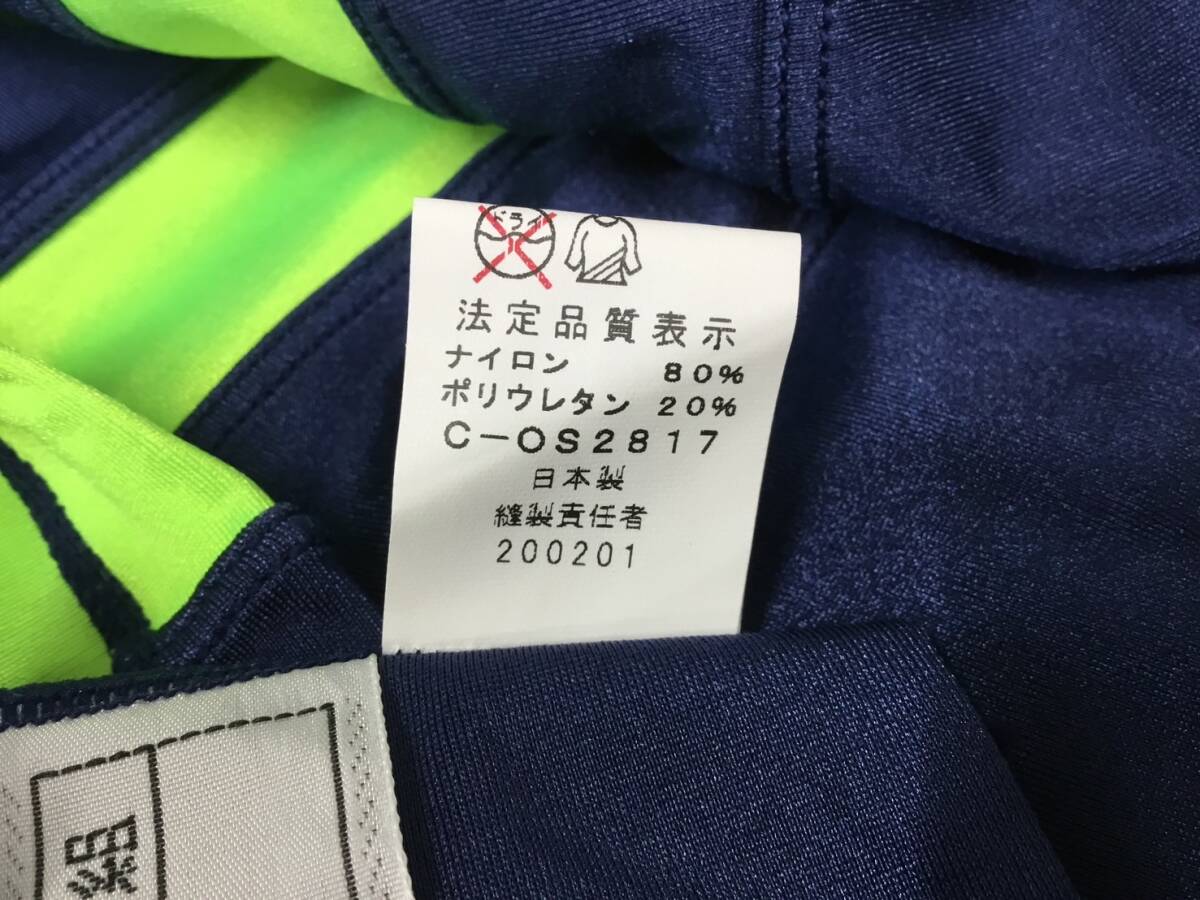 ドライ
法定品質表示
ナイロン 80%
ポリウレタン 20%
C-OS2817
日本製
縫製責任者
200201
組